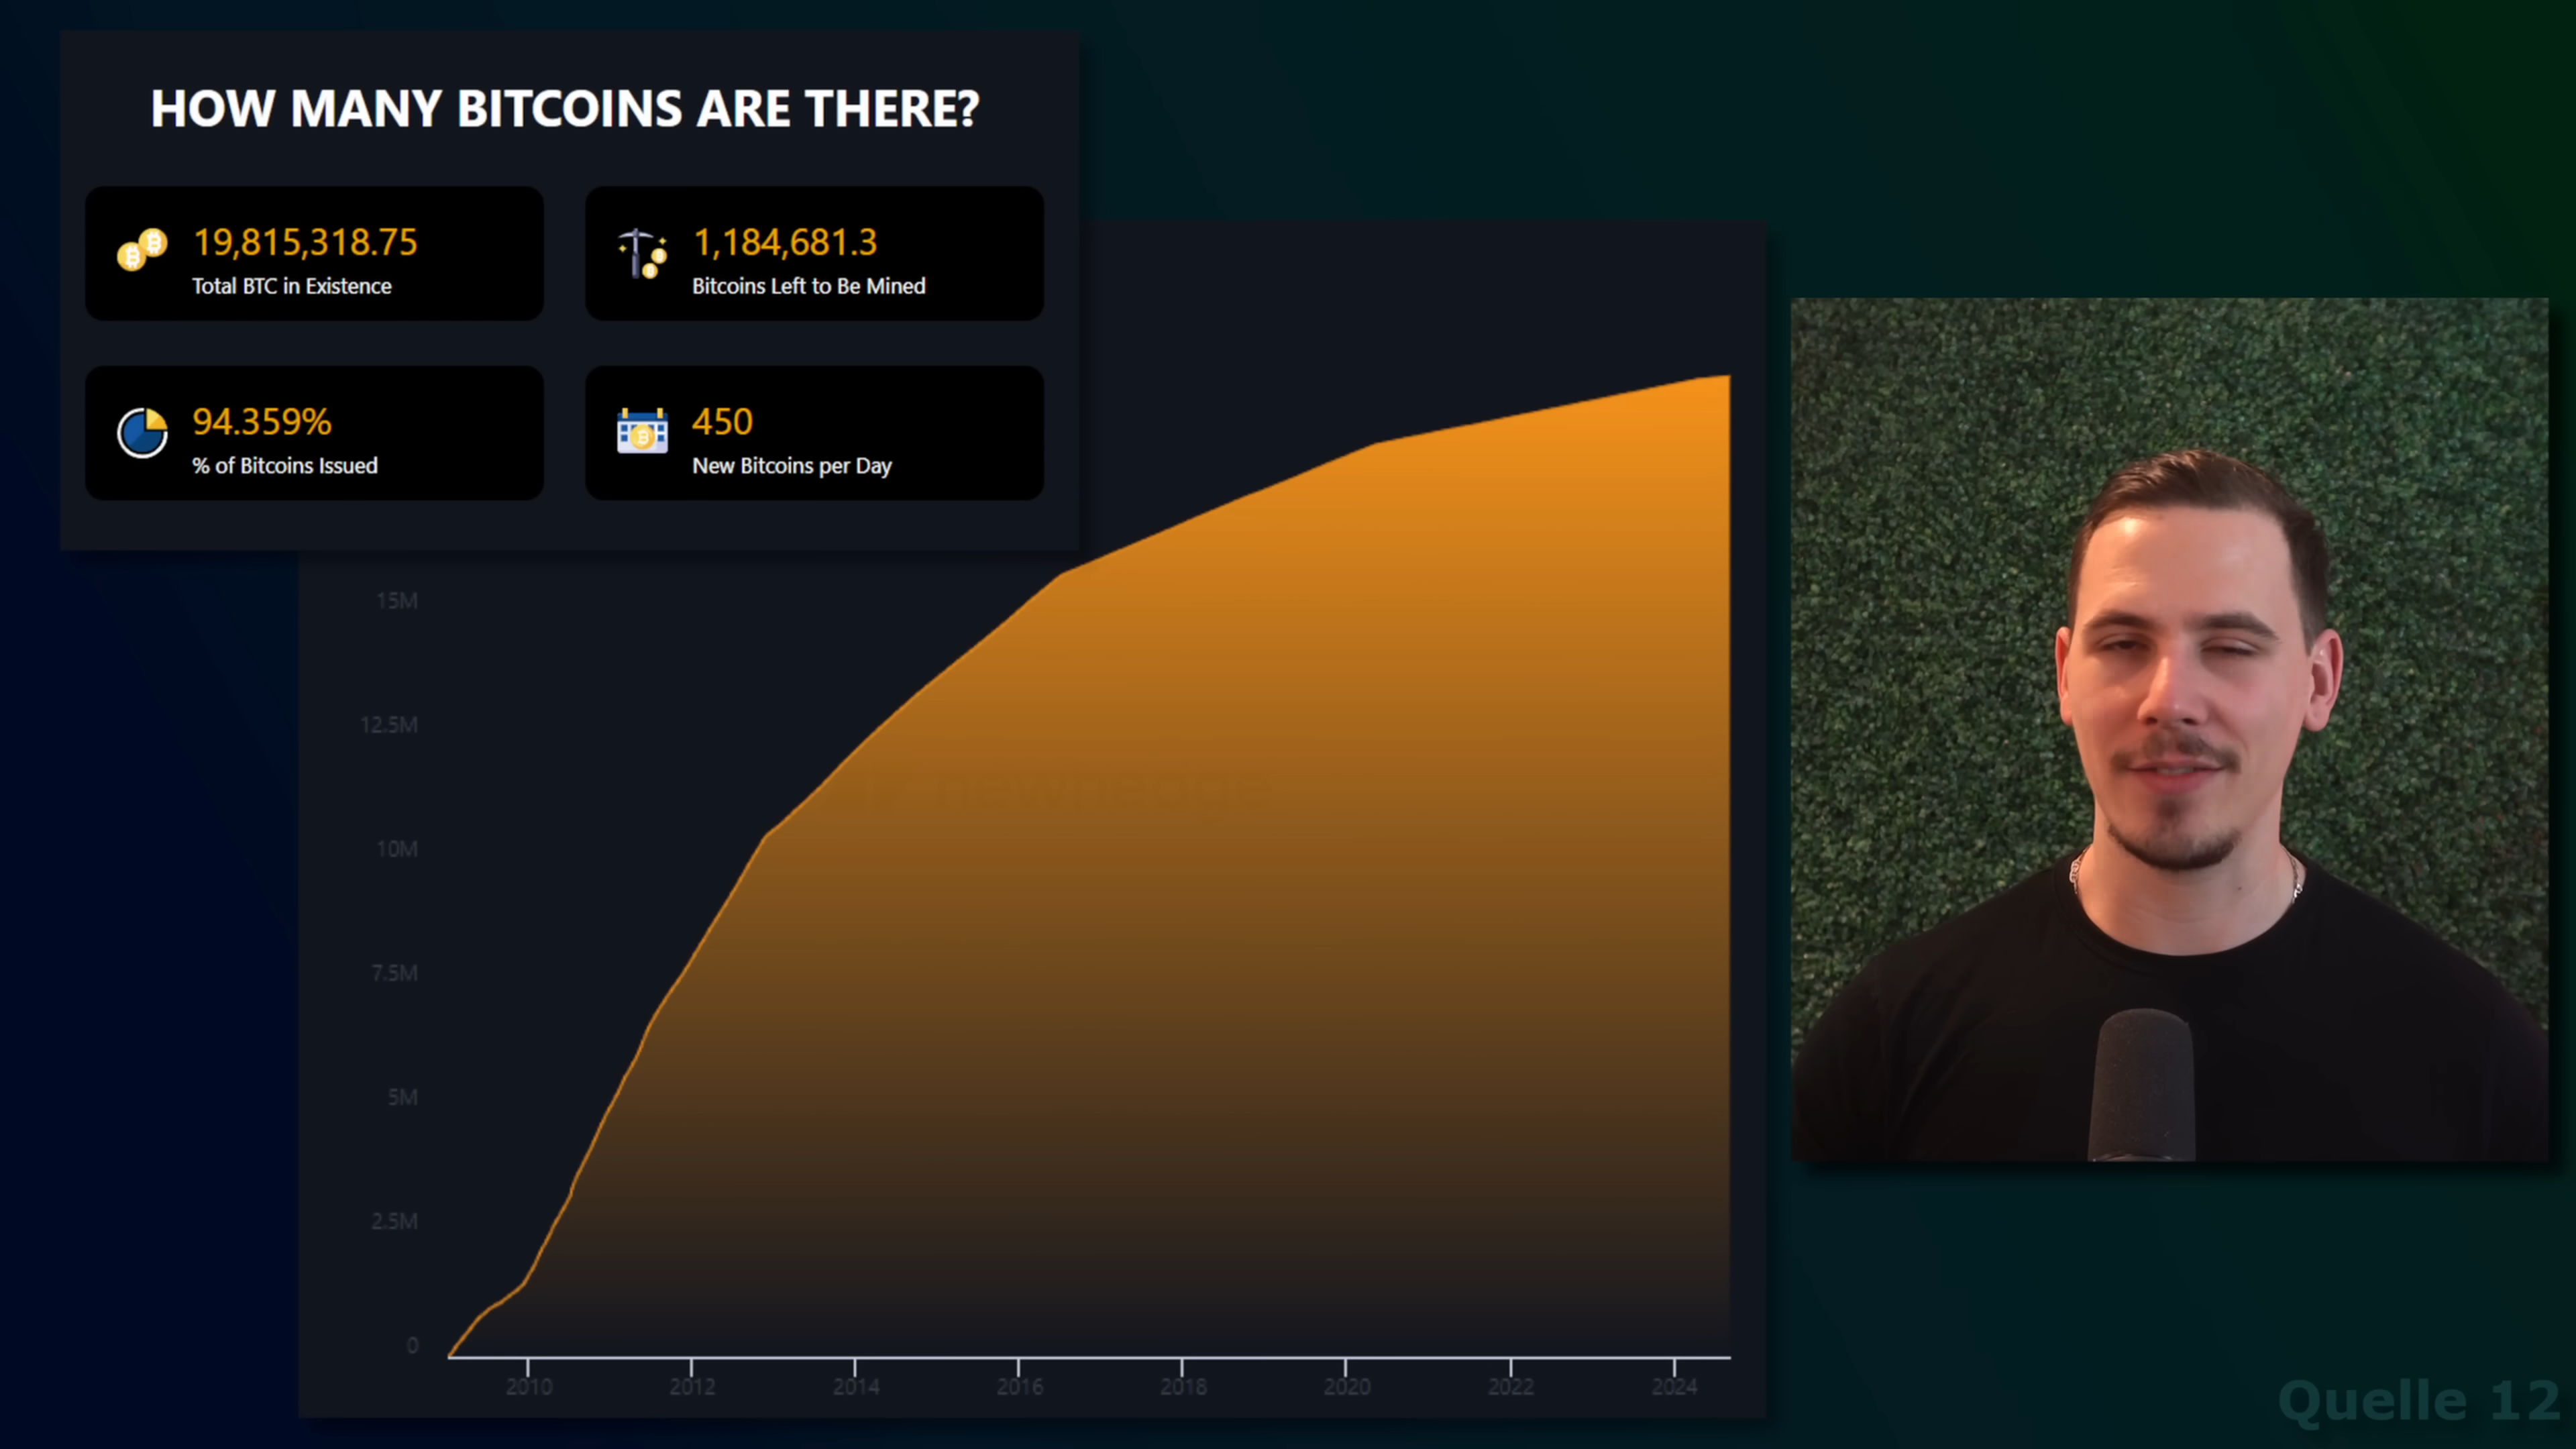 HOW MANY BITCOINS ARE THERE?
19,815,318.75
Total BTC in Existence
1,184,681.3
Bitcoins Left to Be Mined
94.359%
% of Bitcoins Issued
450
New Bitcoins per Day
15M
12.5M
10M
7.5M
5M
2.5M
0
newhedge
2010 2012 2014 2016 2018 2020 2022 2024
Quelle 12